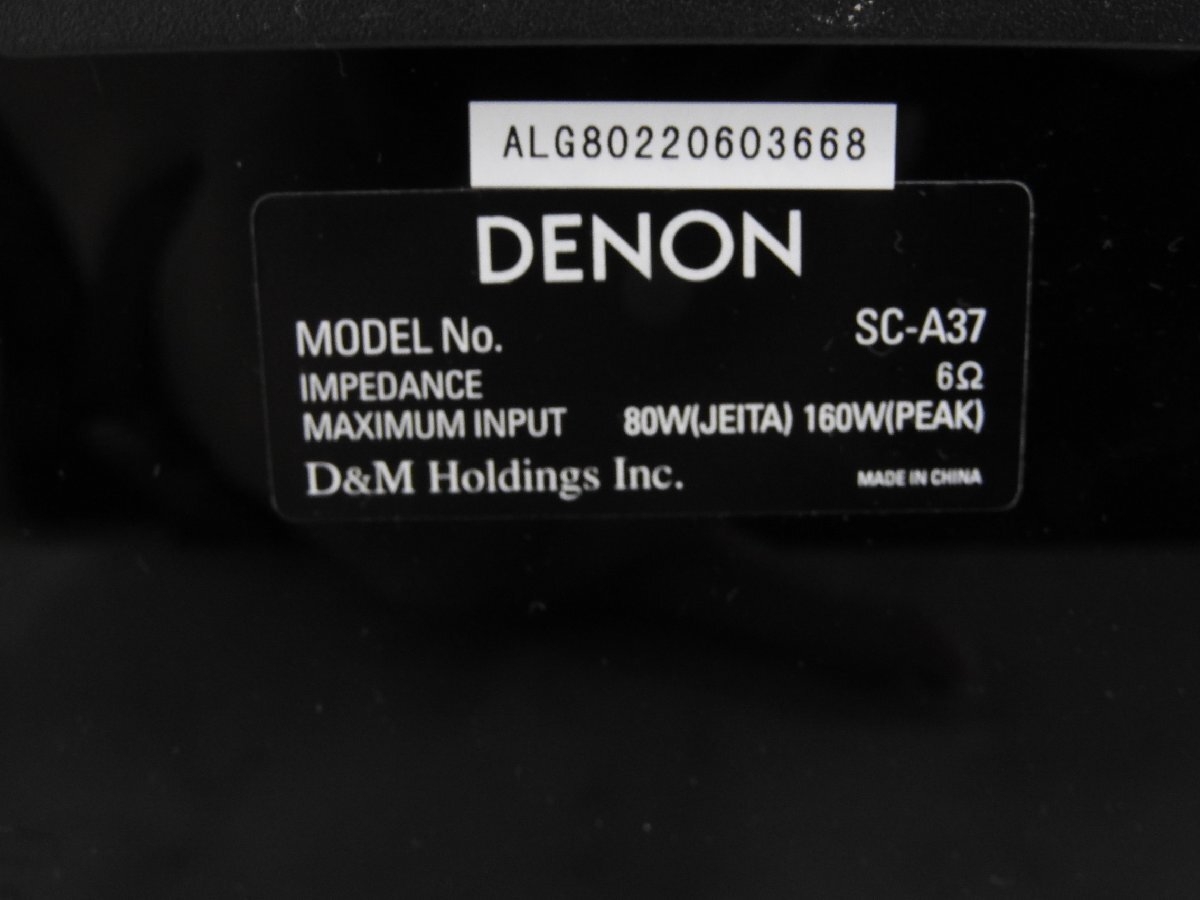 ALG80220603668
DENON
MODEL No. SC-A37
IMPEDANCE 6Ω
MAXIMUM INPUT 80W(JEITA) 160W(PEAK)
D&M Holdings Inc. MADE IN CHINA